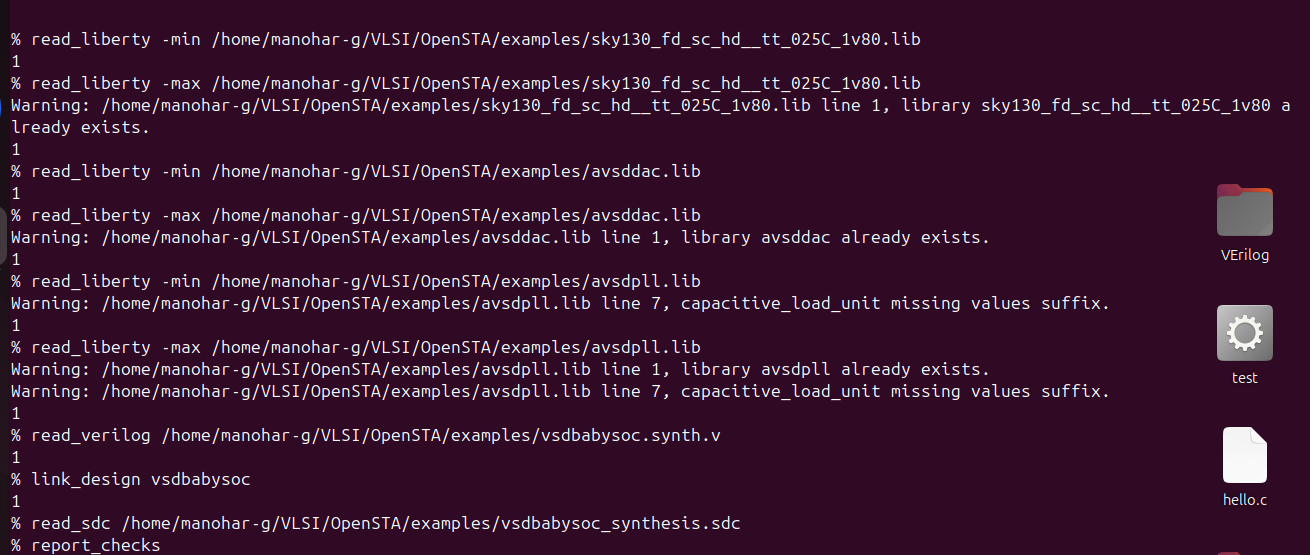 % read_liberty -min /home/manohar-g/VLSI/OpenSTA/examples/sky130_fd_sc_hd__tt_025C_1v80.lib
1
% read_liberty -max /home/manohar-g/VLSI/OpenSTA/examples/sky130_fd_sc_hd__tt_025C_1v80.lib
Warning: /home/manohar-g/VLSI/OpenSTA/examples/sky130_fd_sc_hd__tt_025C_1v80.lib line 1, library sky130_fd_sc_hd__tt_025C_1v80 a
lready exists.
1
% read_liberty -min /home/manohar-g/VLSI/OpenSTA/examples/avsddac.lib
1
% read_liberty -max /home/manohar-g/VLSI/OpenSTA/examples/avsddac.lib
Warning: /home/manohar-g/VLSI/OpenSTA/examples/avsddac.lib line 1, library avsddac already exists.
1
% read_liberty -min /home/manohar-g/VLSI/OpenSTA/examples/avsdpll.lib
Warning: /home/manohar-g/VLSI/OpenSTA/examples/avsdpll.lib line 7, capacitive_load_unit missing values suffix.
1
% read_liberty -max /home/manohar-g/VLSI/OpenSTA/examples/avsdpll.lib
Warning: /home/manohar-g/VLSI/OpenSTA/examples/avsdpll.lib line 1, library avsdpll already exists.
Warning: /home/manohar-g/VLSI/OpenSTA/examples/avsdpll.lib line 7, capacitive_load_unit missing values suffix.
1
% read_verilog /home/manohar-g/VLSI/OpenSTA/examples/vsdbabysoc.synth.v
1
% link_design vsdbabysoc
1
% read_sdc /home/manohar-g/VLSI/OpenSTA/examples/vsdbabysoc_synthesis.sdc
% report_checks
VErilog
test
hello.c